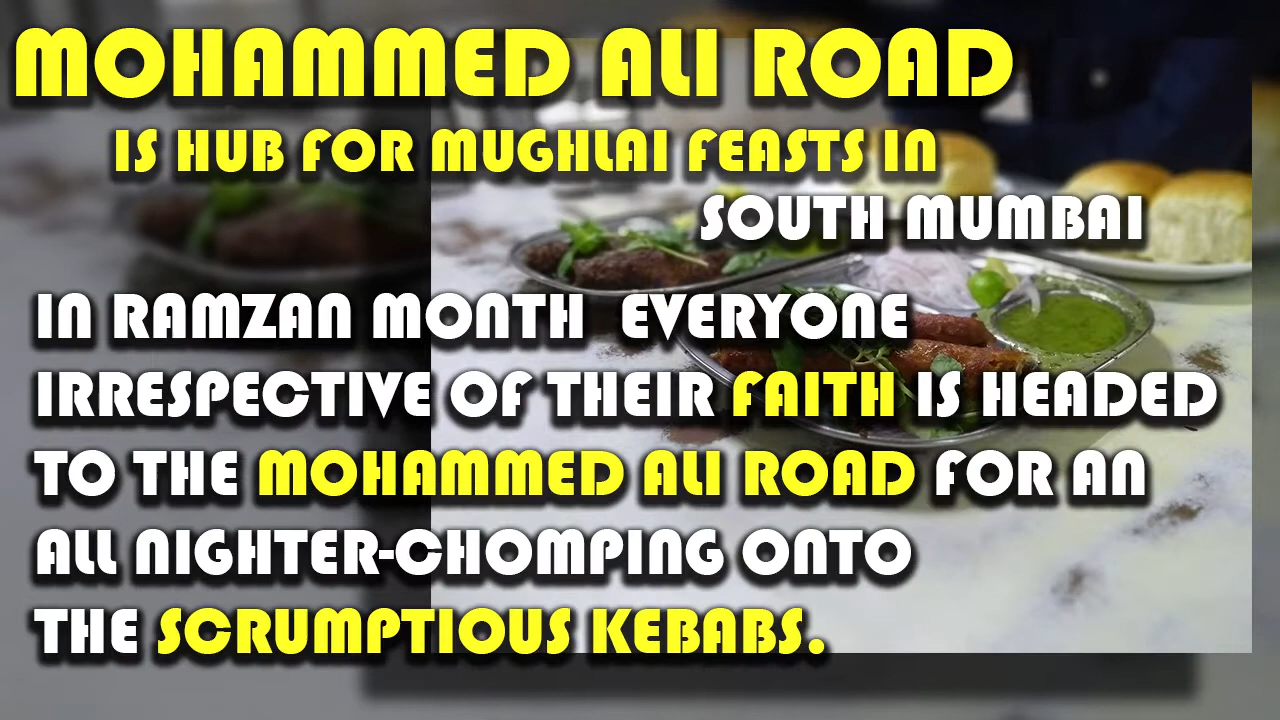 MOHAMMED ALI ROAD
IS HUB FOR MUGHLAI FEASTS IN
SOUTH MUMBAI
IN RAMZAN MONTH EVERYONE
IRRESPECTIVE OF THEIR FAITH IS HEADED
TO THE MOHAMMED ALI ROAD FOR AN
ALL NIGHTER-CHOMPING ONTO
THE SCRUMPTIOUS KEBABS.